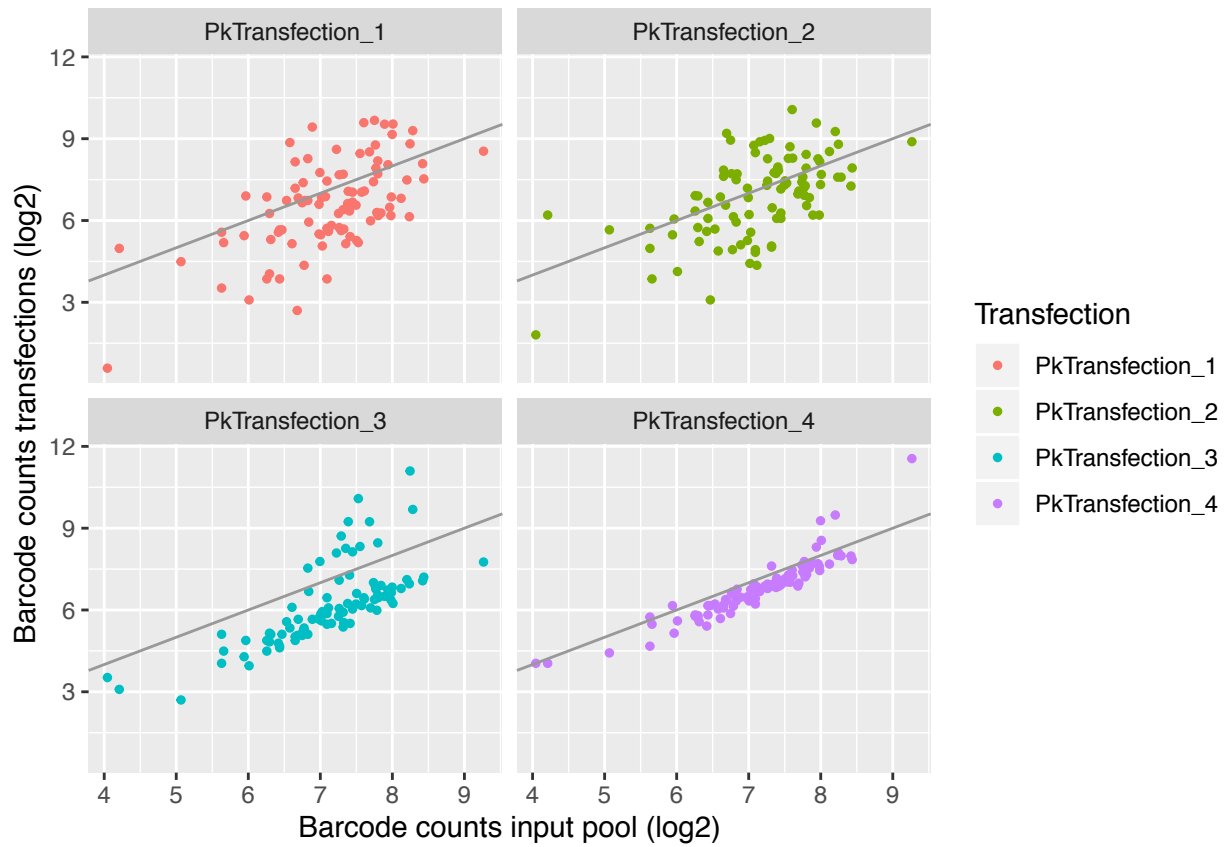 PkTransfection_1
PkTransfection_2
12
9
6
3
PkTransfection_3
PkTransfection_4
12
9
6
3
4 5 6 7 8 9
4 5 6 7 8 9
Barcode counts input pool (log2)
Barcode counts transfections (log2)
Transfection
PkTransfection_1
PkTransfection_2
PkTransfection_3
PkTransfection_4